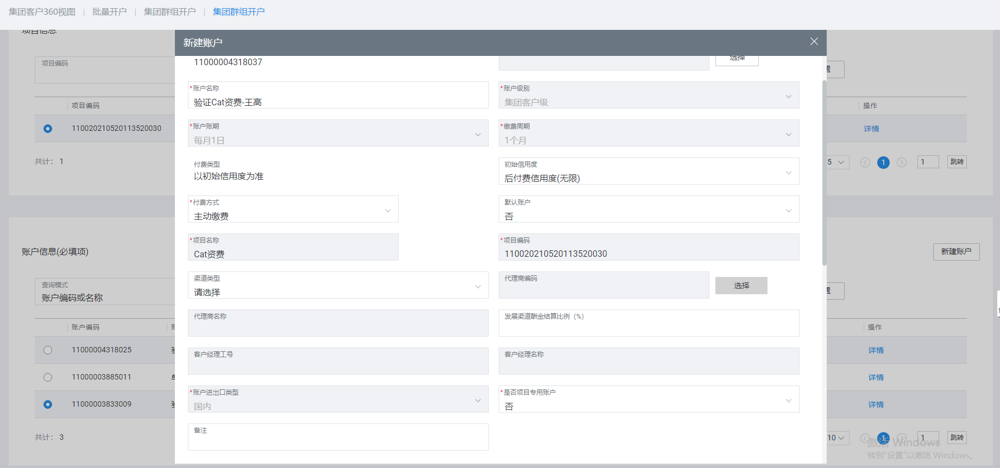 集团客户360视图 批量开户 集团群组开户 集团群组开户
项目信息
新建账户
11000004318037
选择
项目编码
置
*账户名称
验证Cat资费-王高
*账户级别
集团客户级
项目编码
操作
*账户账期
每月1日
*缴费周期
1个月
110020210520113520030
详情
付费类型
以初始信用度为准
初始信用度
后付费信用度(无限)
共计： 1
5
1
1
跳转
*付费方式
主动缴费
默认账户
否
*项目名称
Cat资费
*项目编码
110020210520113520030
账户信息(必填项)
新建账户
渠道类型
请选择
代理商编码
选择
查询模式
账户编码或名称
置
代理商名称
发展渠道酬金结算比例（%）
账户编码
操作
客户经理工号
客户经理名称
11000004318025
详情
11000003885011
详情
*账户进出口类型
国内
*是否项目专用账户
否
11000003833009
详情
备注
共计： 3
10
1
1
跳转
激活 Windows
转到"设置"以激活 Windows。